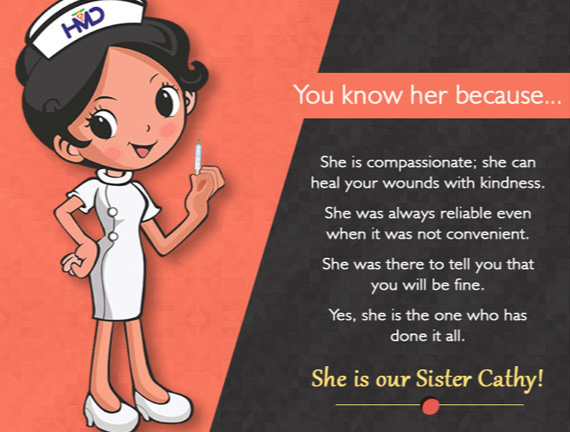 HMD
You know her because...
She is compassionate; she can
heal your wounds with kindness.
She was always reliable even
when it was not convenient.
She was there to tell you that
you will be fine.
Yes, she is the one who has
done it all.
She is our Sister Cathy!